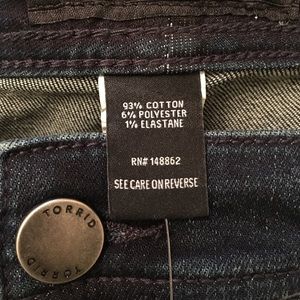 93% COTTON
6% POLYESTER
1% ELASTANE
RN# 148862
SEE CARE ON REVERSE
TORRID
TORRID